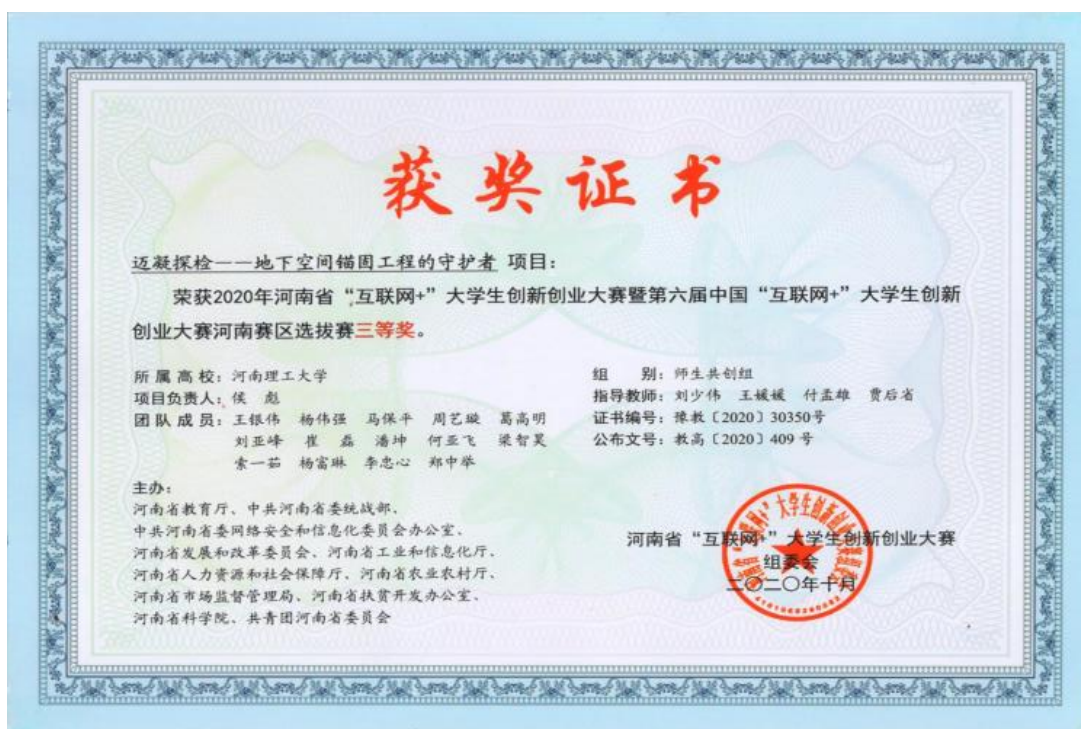 获奖证书
迈凝探检——地下空间锚固工程的守护者 项目：
荣获2020年河南省“互联网+”大学生创新创业大赛暨第六届中国“互联网+”大学生创新
创业大赛河南赛区选拔赛三等奖。
所属高校：河南理工大学
项目负责人：侯 彪
团队成员：王银伟 杨伟强 马保平 周艺璇 葛高明
刘亚峰 崔磊 潘坤 何亚飞 梁智昊
索一茹 杨富琳 李忠心 郑中举
组 别：师生共创组
指导教师：刘少伟 王媛媛 付孟雄 贾后省
证书编号：豫教〔2020〕30350号
公布文号：教高〔2020〕409号
主办：
河南省教育厅、中共河南省委统战部、
中共河南省委网络安全和信息化委员会办公室、
河南省发展和改革委员会、河南省工业和信息化厅、
河南省人力资源和社会保障厅、河南省农业农村厅、
河南省市场监督管理局、河南省扶贫开发办公室、
河南省科学院、共青团河南省委员会
河南省“互联网+”大学生创新创业大赛
组委会
二〇二〇年十月